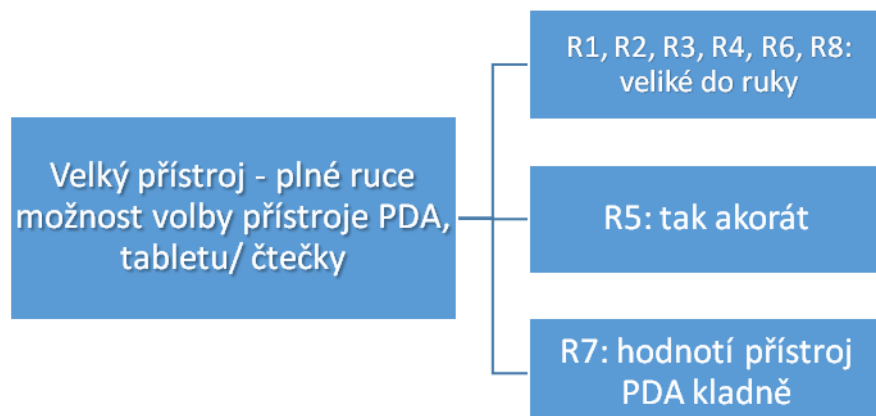 Velký přístroj - plné ruce
možnost volby přístroje PDA,
tabletu/ čtečky
R1, R2, R3, R4, R6, R8:
veliké do ruky
R5: tak akorát
R7: hodnotí přístroj
PDA kladně